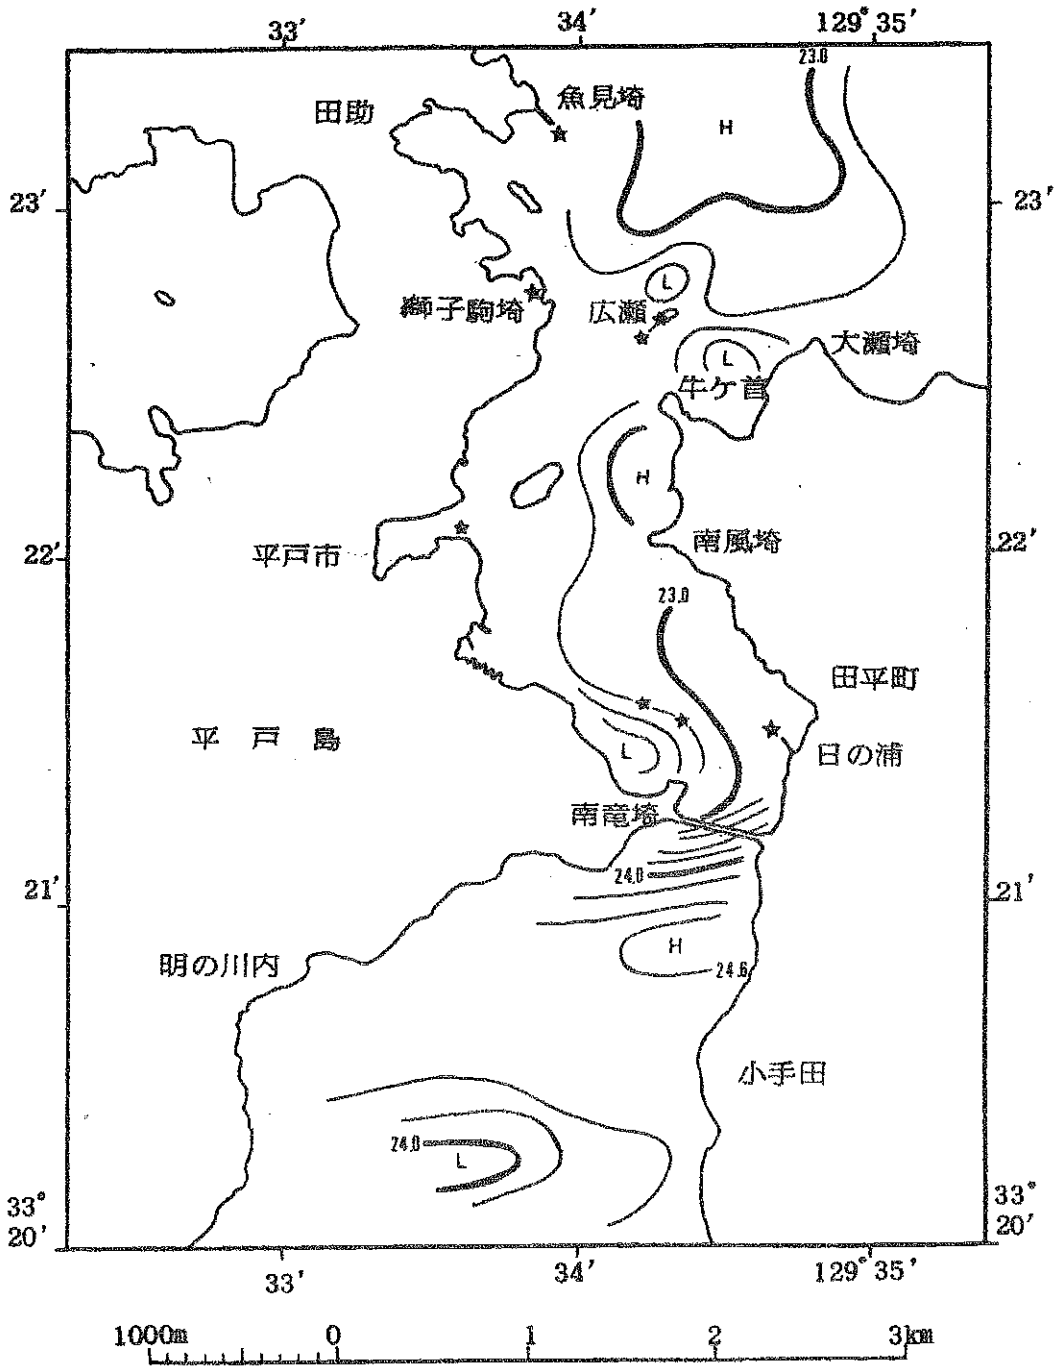 33'
34'
129°35'
23.0
魚見埼
田助
H
23'
23'
L
獅子駒埼
広瀬
大瀬埼
L
牛ケ首
H
南風埼
平戸市
22'
22'
23.0
田平町
平戸島
日の浦
L
南竜埼
24.0
21'
21'
明の川内
H
24.6
小手田
24.0
L
33°
20'
33°
20'
33'
34'
129°35'
1000m 0 1 2 3km